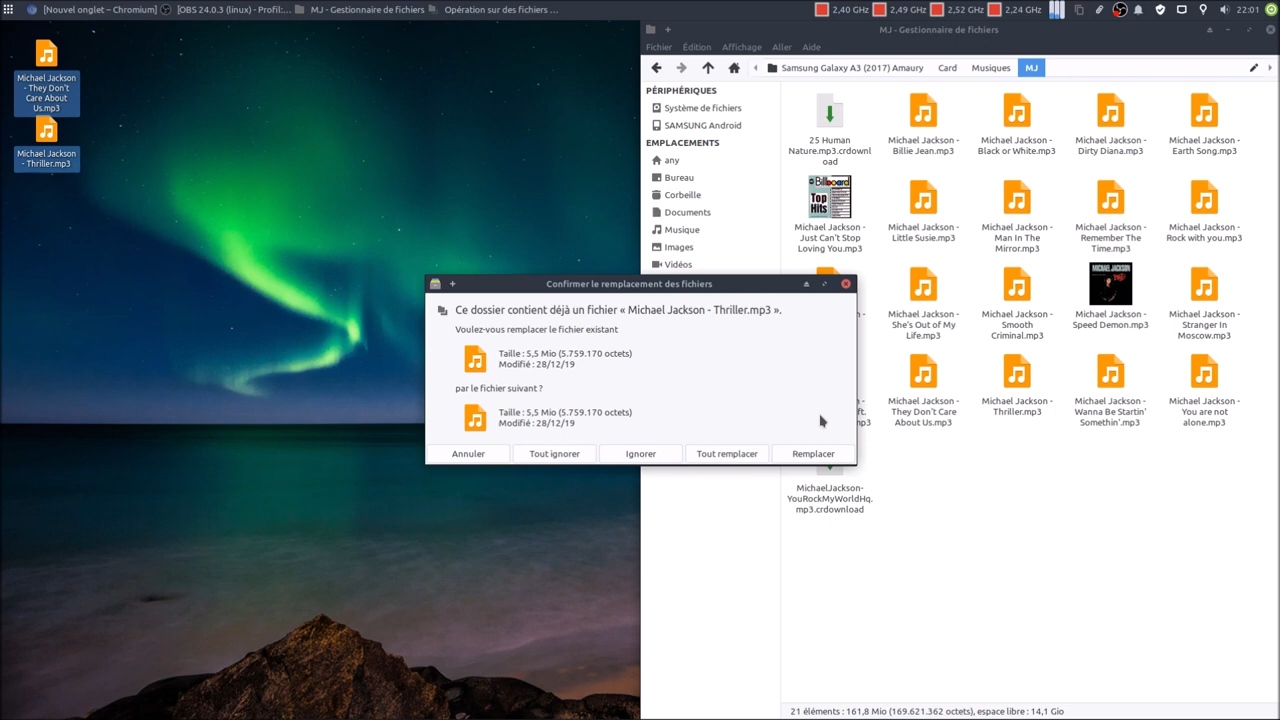 [Nouvel onglet – Chromium]
[OBS 24.0.3 (linux) - Profil:...
MJ - Gestionnaire de fichiers
Opération sur des fichiers ...
2,40 GHz
2,49 GHz
2,52 GHz
2,24 GHz
22:01
Michael Jackson
- They Don't
Care About
Us.mp3
Michael Jackson
- Thriller.mp3
MJ - Gestionnaire de fichiers
Fichier
Édition
Affichage
Aller
Aide
Samsung Galaxy A3 (2017) Amaury
Card
Musiques
MJ
PÉRIPHÉRIQUES
Système de fichiers
SAMSUNG Android
EMPLACEMENTS
any
Bureau
Corbeille
Documents
Musique
Images
Vidéos
25 Human
Nature.mp3.crdownl
oad
Michael Jackson -
Billie Jean.mp3
Michael Jackson -
Black or White.mp3
Michael Jackson -
Dirty Diana.mp3
Michael Jackson -
Earth Song.mp3
Billboard
Top
Hits
Michael Jackson -
Just Can't Stop
Loving You.mp3
Michael Jackson -
Little Susie.mp3
Michael Jackson -
Man In The
Mirror.mp3
Michael Jackson -
Remember The
Time.mp3
Michael Jackson -
Rock with you.mp3
Michael Jackson -
She's Out of My
Life.mp3
Michael Jackson -
Smooth
Criminal.mp3
MICHAEL JACKSON
Michael Jackson -
Speed Demon.mp3
Michael Jackson -
Stranger In
Moscow.mp3
ft.
p3
Michael Jackson -
They Don't Care
About Us.mp3
Michael Jackson -
Thriller.mp3
Michael Jackson -
Wanna Be Startin'
Somethin'.mp3
Michael Jackson -
You are not
alone.mp3
MichaelJackson-
YouRockMyWorldHq.
mp3.crdownload
Confirmer le remplacement des fichiers
Ce dossier contient déjà un fichier « Michael Jackson - Thriller.mp3 ».
Voulez-vous remplacer le fichier existant
Taille : 5,5 Mio (5.759.170 octets)
Modifié : 28/12/19
par le fichier suivant ?
Taille : 5,5 Mio (5.759.170 octets)
Modifié : 28/12/19
Annuler
Tout ignorer
Ignorer
Tout remplacer
Remplacer
21 éléments : 161,8 Mio (169.621.362 octets), espace libre : 14,1 Gio